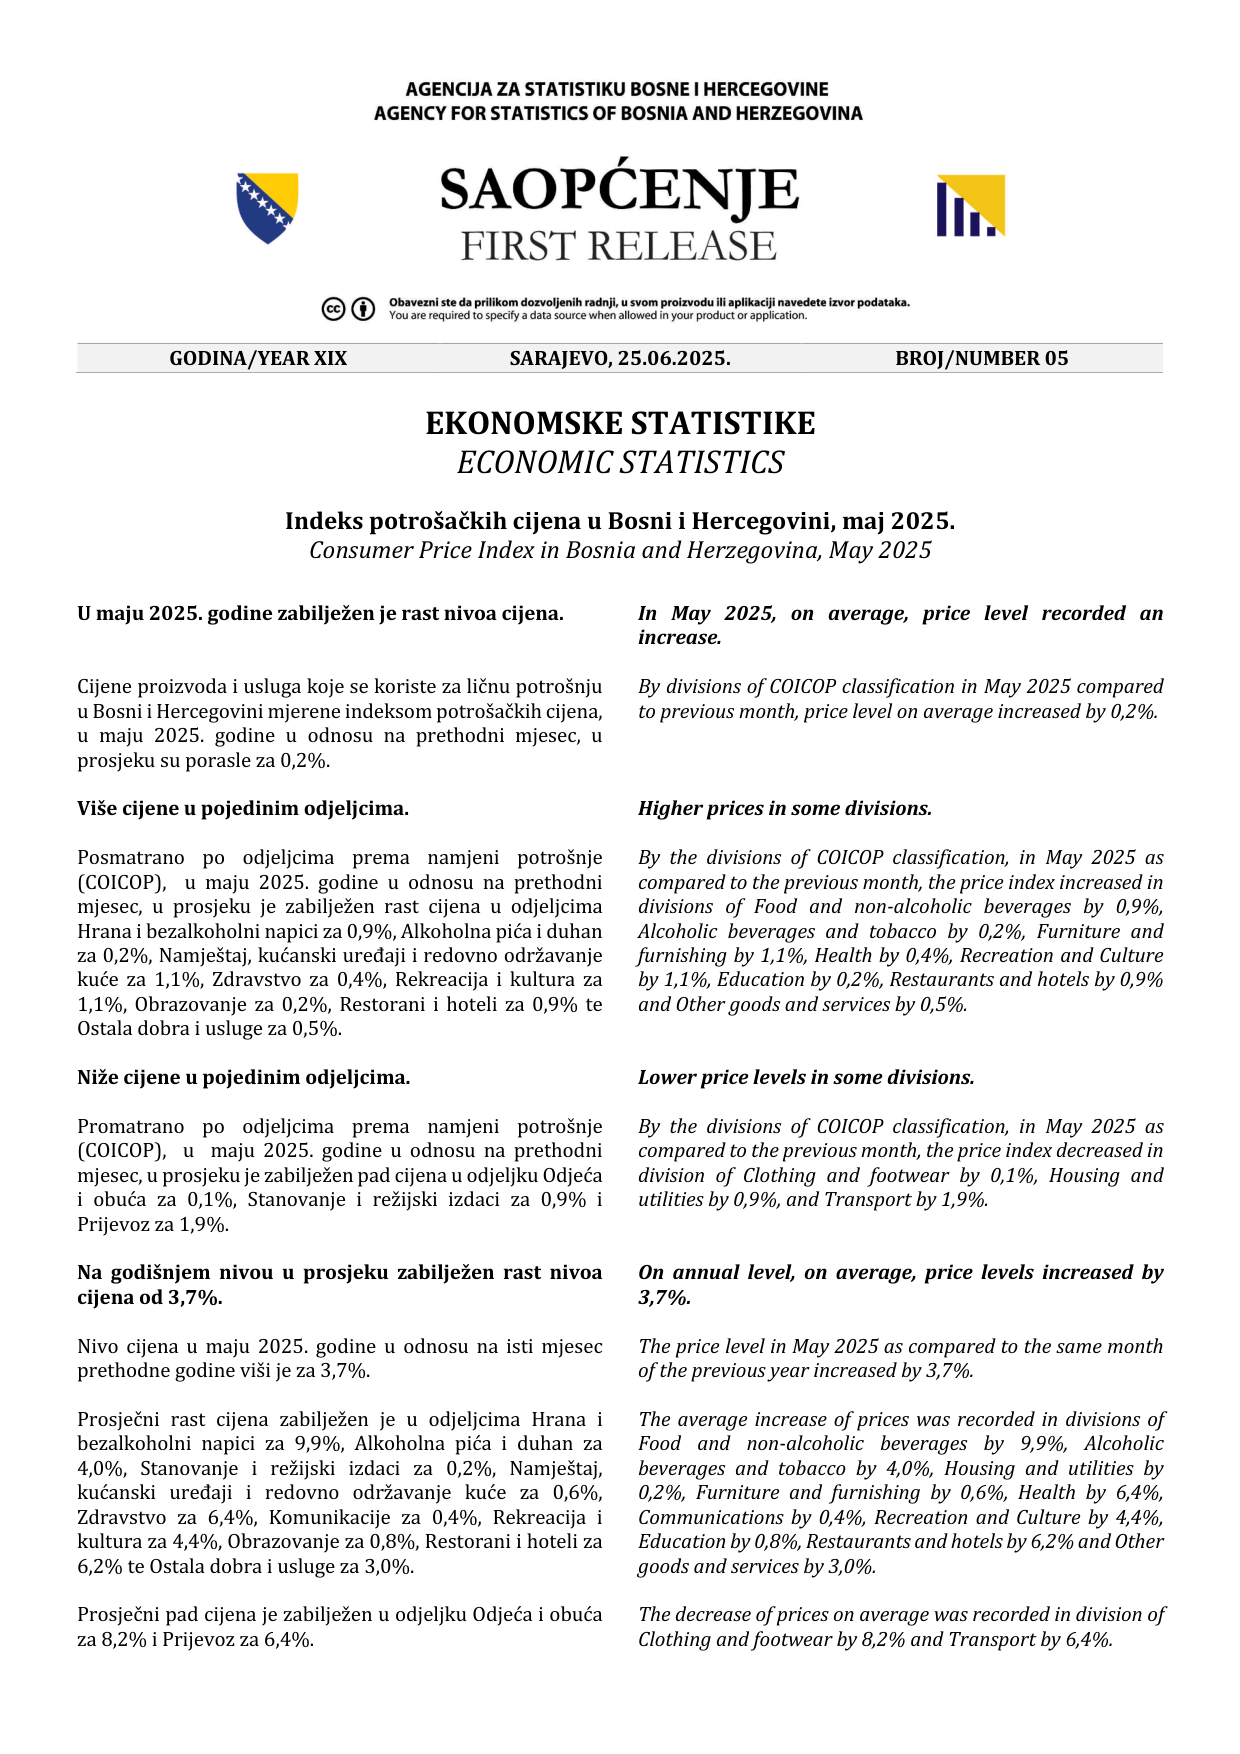 AGENCIJA ZA STATISTIKU BOSNE I HERCEGOVINE
AGENCY FOR STATISTICS OF BOSNIA AND HERZEGOVINA
SAOPĆENJE
FIRST RELEASE
cc
Obavezni ste da prilikom dozvoljenih radnji, u svom proizvodu ili aplikaciji navedete izvor podataka.
You are required to specify a data source when allowed in your product or application.
GODINA/YEAR XIX SARAJEVO, 25.06.2025. BROJ/NUMBER 05
EKONOMSKE STATISTIKE
ECONOMIC STATISTICS
Indeks potrošačkih cijena u Bosni i Hercegovini, maj 2025.
Consumer Price Index in Bosnia and Herzegovina, May 2025
U maju 2025. godine zabilježen je rast nivoa cijena.
Cijene proizvoda i usluga koje se koriste za ličnu potrošnju
u Bosni i Hercegovini mjerene indeksom potrošačkih cijena,
u maju 2025. godine u odnosu na prethodni mjesec, u
prosjeku su porasle za 0,2%.
Više cijene u pojedinim odjeljcima.
Posmatrano po odjeljcima prema namjeni potrošnje
(COICOP), u maju 2025. godine u odnosu na prethodni
mjesec, u prosjeku je zabilježen rast cijena u odjeljcima
Hrana i bezalkoholni napici za 0,9%, Alkoholna pića i duhan
za 0,2%, Namještaj, kućanski uređaji i redovno održavanje
kuće za 1,1%, Zdravstvo za 0,4%, Rekreacija i kultura za
1,1%, Obrazovanje za 0,2%, Restorani i hoteli za 0,9% te
Ostala dobra i usluge za 0,5%.
Niže cijene u pojedinim odjeljcima.
Promatrano po odjeljcima prema namjeni potrošnje
(COICOP), u maju 2025. godine u odnosu na prethodni
mjesec, u prosjeku je zabilježen pad cijena u odjeljku Odjeća
i obuća za 0,1%, Stanovanje i režijski izdaci za 0,9% i
Prijevoz za 1,9%.
Na godišnjem nivou u prosjeku zabilježen rast nivoa
cijena od 3,7%.
Nivo cijena u maju 2025. godine u odnosu na isti mjesec
prethodne godine viši je za 3,7%.
Prosječni rast cijena zabilježen je u odjeljcima Hrana i
bezalkoholni napici za 9,9%, Alkoholna pića i duhan za
4,0%, Stanovanje i režijski izdaci za 0,2%, Namještaj,
kućanski uređaji i redovno održavanje kuće za 0,6%,
Zdravstvo za 6,4%, Komunikacije za 0,4%, Rekreacija i
kultura za 4,4%, Obrazovanje za 0,8%, Restorani i hoteli za
6,2% te Ostala dobra i usluge za 3,0%.
Prosječni pad cijena je zabilježen u odjeljku Odjeća i obuća
za 8,2% i Prijevoz za 6,4%.
In May 2025, on average, price level recorded an
increase.
By divisions of COICOP classification in May 2025 compared
to previous month, price level on average increased by 0,2%.
Higher prices in some divisions.
By the divisions of COICOP classification, in May 2025 as
compared to the previous month, the price index increased in
divisions of Food and non-alcoholic beverages by 0,9%,
Alcoholic beverages and tobacco by 0,2%, Furniture and
furnishing by 1,1%, Health by 0,4%, Recreation and Culture
by 1,1%, Education by 0,2%, Restaurants and hotels by 0,9%
and Other goods and services by 0,5%.
Lower price levels in some divisions.
By the divisions of COICOP classification, in May 2025 as
compared to the previous month, the price index decreased in
division of Clothing and footwear by 0,1%, Housing and
utilities by 0,9%, and Transport by 1,9%.
On annual level, on average, price levels increased by
3,7%.
The price level in May 2025 as compared to the same month
of the previous year increased by 3,7%.
The average increase of prices was recorded in divisions of
Food and non-alcoholic beverages by 9,9%, Alcoholic
beverages and tobacco by 4,0%, Housing and utilities by
0,2%, Furniture and furnishing by 0,6%, Health by 6,4%,
Communications by 0,4%, Recreation and Culture by 4,4%,
Education by 0,8%, Restaurants and hotels by 6,2% and Other
goods and services by 3,0%.
The decrease of prices on average was recorded in division of
Clothing and footwear by 8,2% and Transport by 6,4%.